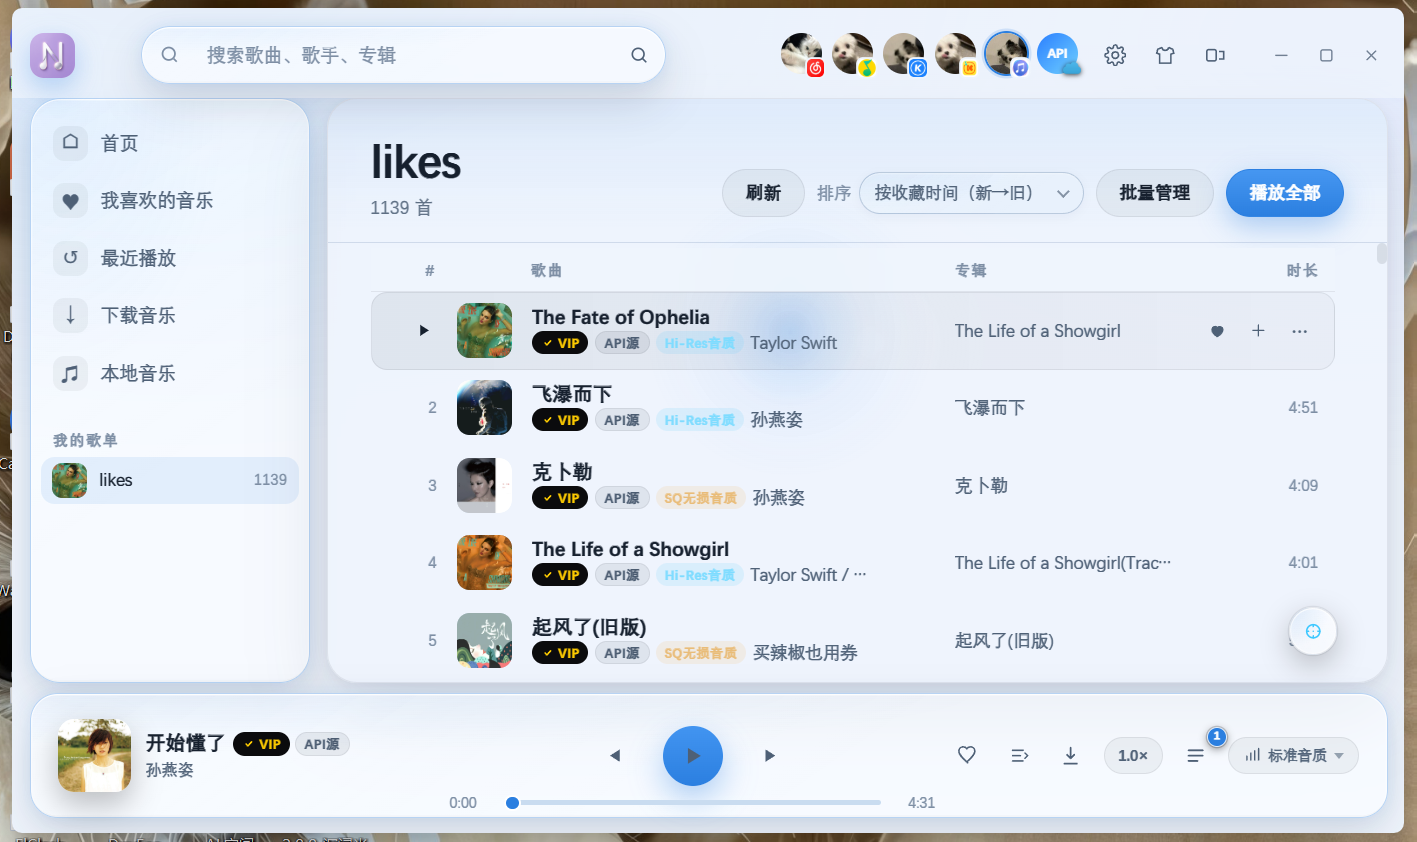 搜索歌曲、歌手、专辑
API
首页
我喜欢的音乐
最近播放
下载音乐
本地音乐
我的歌单
likes 1139
likes
1139 首
刷新 排序 按收藏时间（新→旧） 批量管理 播放全部
# 歌曲 专辑 时长
The Fate of Ophelia
VIP API源 Hi-Res音质 Taylor Swift
The Life of a Showgirl
2 飞瀑而下
VIP API源 Hi-Res音质 孙燕姿
飞瀑而下 4:51
3 克卜勒
VIP API源 SQ无损音质 孙燕姿
克卜勒 4:09
4 The Life of a Showgirl
VIP API源 Hi-Res音质 Taylor Swift / ···
The Life of a Showgirl(Trac··· 4:01
5 起风了(旧版)
VIP API源 SQ无损音质 买辣椒也用券
起风了(旧版)
开始懂了 VIP API源
孙燕姿
0:00 4:31
1.0×
1
标准音质